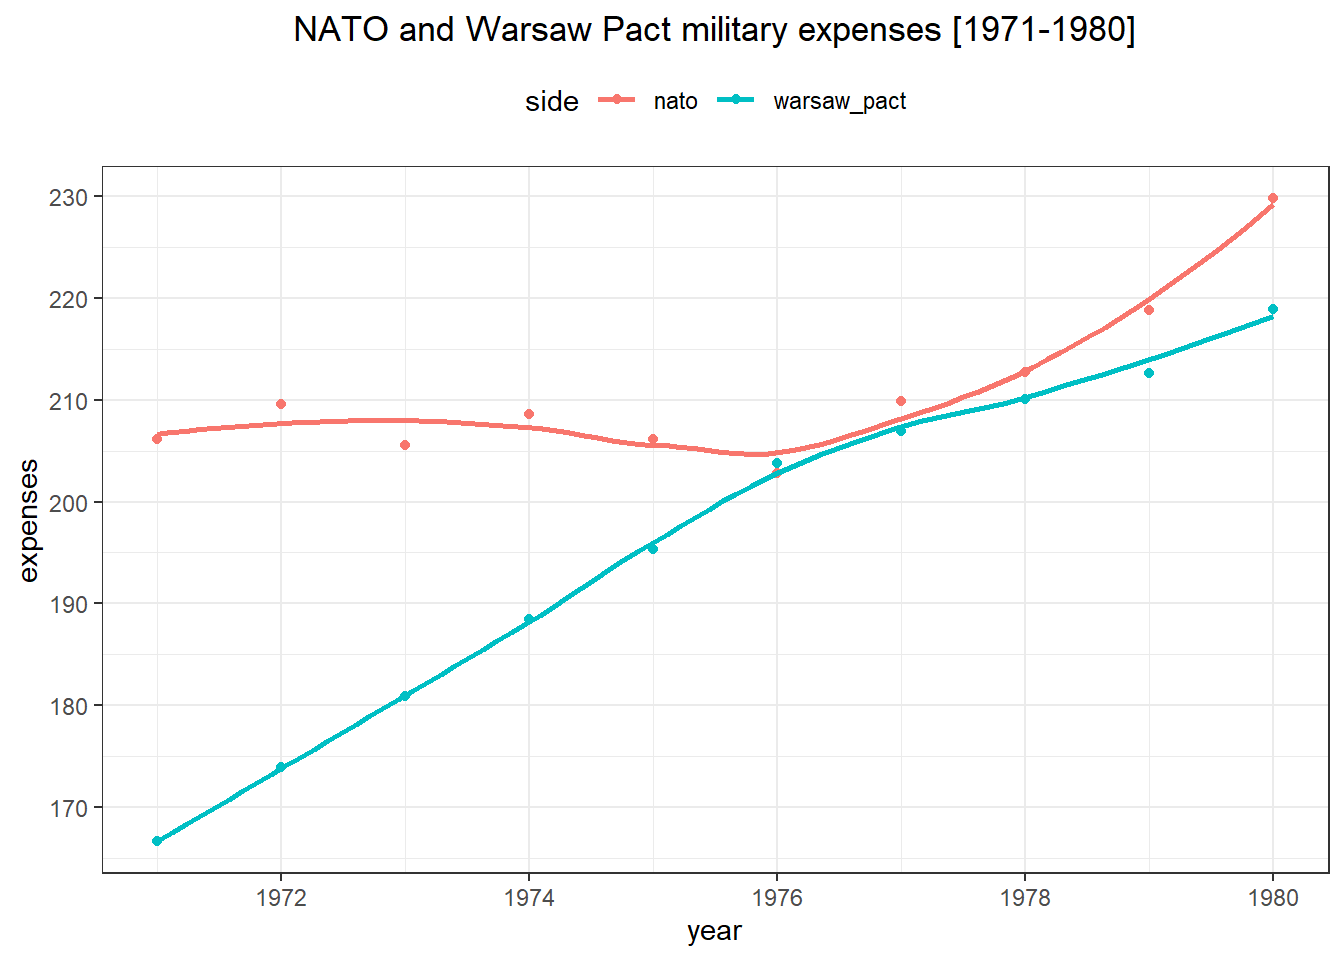 NATO and Warsaw Pact military expenses [1971-1980]
side nato warsaw_pact
230
220
210
200
190
180
170
expenses
1972 1974 1976 1978 1980
year